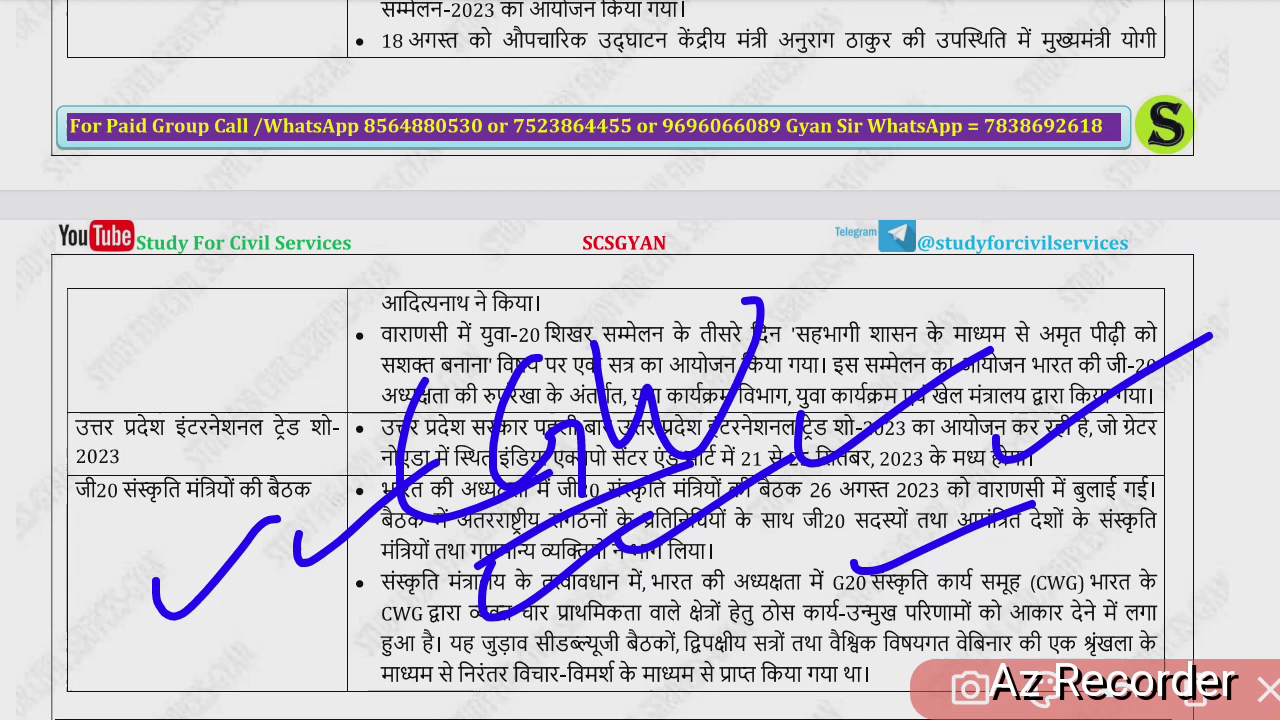 सम्मेलन-2023 का आयोजन किया गया।
• 18 अगस्त को औपचारिक उद्घाटन केंद्रीय मंत्री अनुराग ठाकुर की उपस्थिति में मुख्यमंत्री योगी
For Paid Group Call /WhatsApp 8564880530 or 7523864455 or 9696066089 Gyan Sir WhatsApp = 7838692618
S
YouTube Study For Civil Services SCSGYAN Telegram @studyforcivilservices
आदित्यनाथ ने किया।
• वाराणसी में युवा-20 शिखर सम्मेलन के तीसरे दिन 'सहभागी शासन के माध्यम से अमृत पीढ़ी को
सशक्त बनाना' विषय पर एक सत्र का आयोजन किया गया। इस सम्मेलन का आयोजन भारत की जी-20
अध्यक्षता की रुपरेखा के अंतर्गत, युवा कार्यक्रम विभाग, युवा कार्यक्रम एवं खेल मंत्रालय द्वारा किया गया।
उत्तर प्रदेश इंटरनेशनल ट्रेड शो-
2023
• उत्तर प्रदेश सरकार पहली बार उत्तर प्रदेश इंटरनेशनल ट्रेड शो-2023 का आयोजन कर रही है, जो ग्रेटर
नोएडा में स्थित इंडिया एक्सपो सेंटर एंड मार्ट में 21 से 25 सितंबर, 2023 के मध्य होगा।
जी20 संस्कृति मंत्रियों की बैठक
• भारत की अध्यक्षता में जी20 संस्कृति मंत्रियों की बैठक 26 अगस्त 2023 को वाराणसी में बुलाई गई।
बैठक में अंतरराष्ट्रीय संगठनों के प्रतिनिधियों के साथ जी20 सदस्यों तथा आमंत्रित देशों के संस्कृति
मंत्रियों तथा गणमान्य व्यक्तियों ने भाग लिया।
• संस्कृति मंत्रालय के तत्वावधान में, भारत की अध्यक्षता में G20 संस्कृति कार्य समूह (CWG) भारत के
CWG द्वारा व्यक्त चार प्राथमिकता वाले क्षेत्रों हेतु ठोस कार्य-उन्मुख परिणामों को आकार देने में लगा
हुआ है। यह जुड़ाव सीडब्ल्यूजी बैठकों, द्विपक्षीय सत्रों तथा वैश्विक विषयगत वेबिनार की एक श्रृंखला के
माध्यम से निरंतर विचार-विमर्श के माध्यम से प्राप्त किया गया था।
Az Recorder